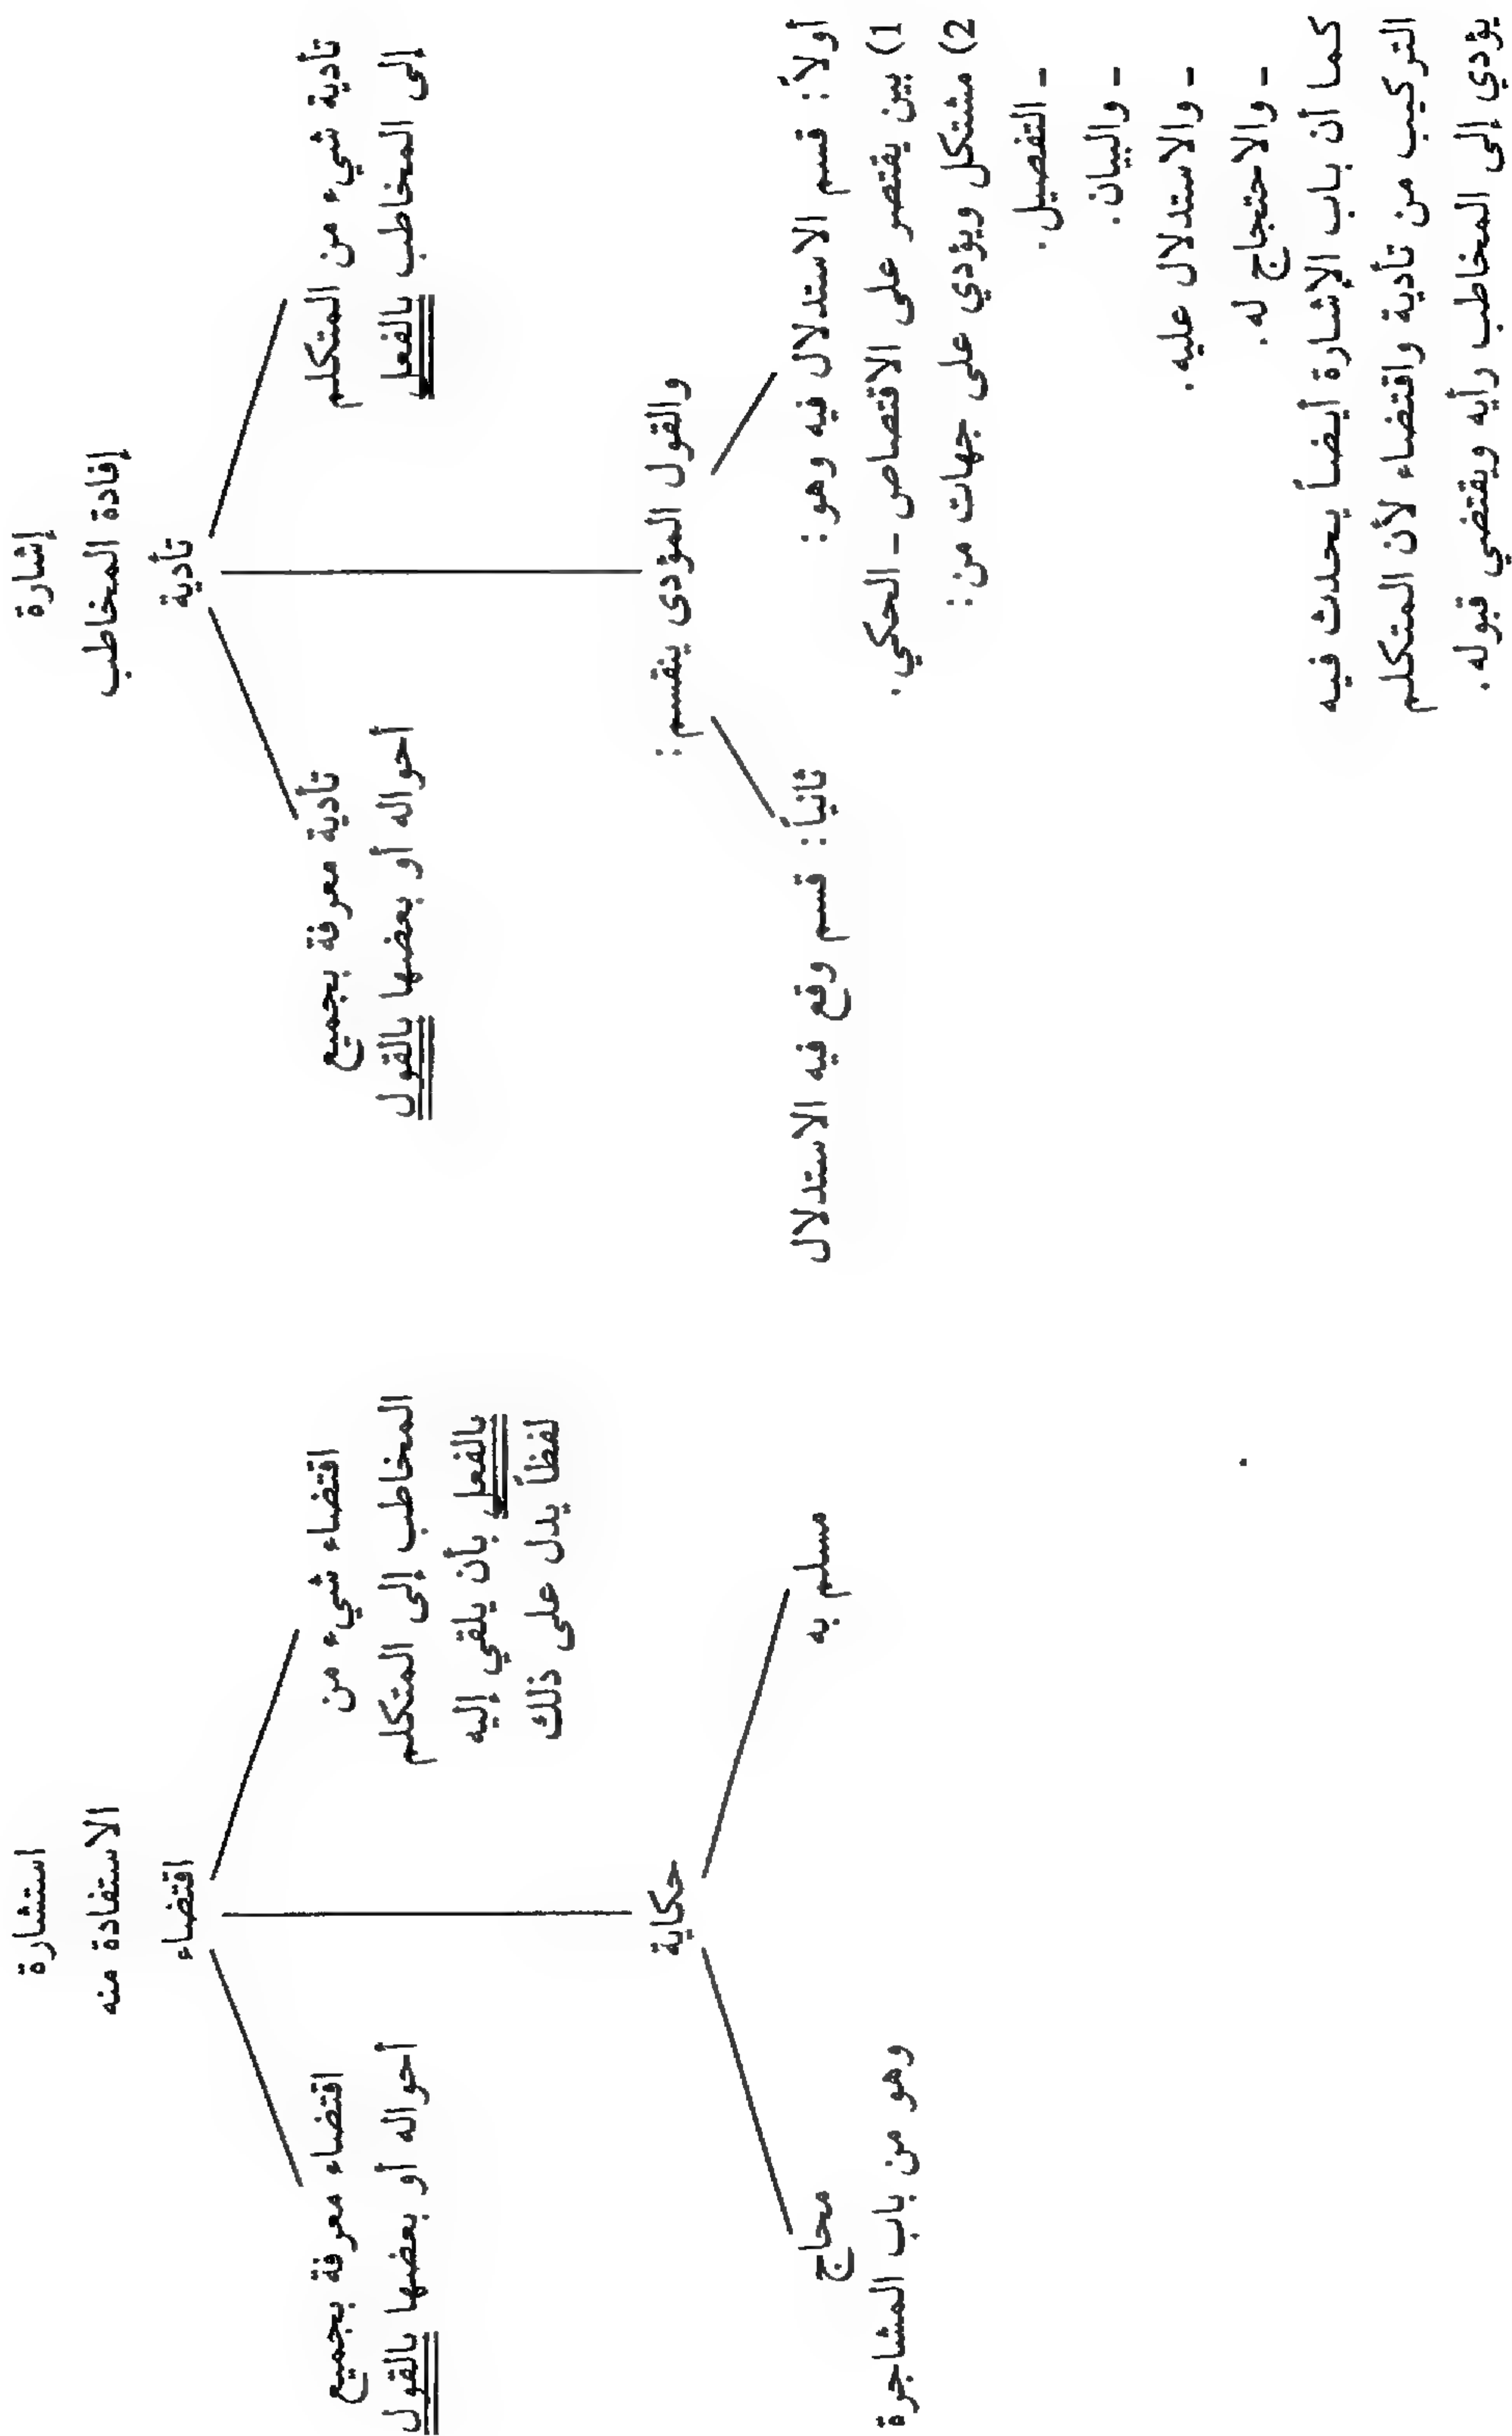 إشارة
إفادة المخاطب
تأدية
تأدية شيء من المتكلم
إلى المخاطب بالفعل
تأدية معرفة بجميع
أحواله أو بعضها بالقول
والقول المؤدى ينقسم:
أولاً: قسم الاستدلال فيه وهو:
1) بين يقتصر على الاقتصاص - الحكي.
2) مشتكل ويؤدي على جهات من:
- التفصيل.
- والبيان.
- والاستدلال عليه.
- والاحتجاج له.
كما أن باب الإشارة أيضاً يحدث فيه
التركيب من تأدية واقتضاء لأن المتكلم
يؤدي إلى المخاطب رأيه ويقتضي قبوله.
ثانياً: قسم وقع فيه الاستدلال
استشارة
الاستفادة منه
اقتضاء
اقتضاء شيء من
المخاطب إلى المتكلم
بالفعل بأن يلقي إليه
لفظاً يدل على ذلك
اقتضاء معرفة بجميع
أحواله أو بعضها بالقول
حكاية
مسلم به
محاج
وهو من باب المشاجرة